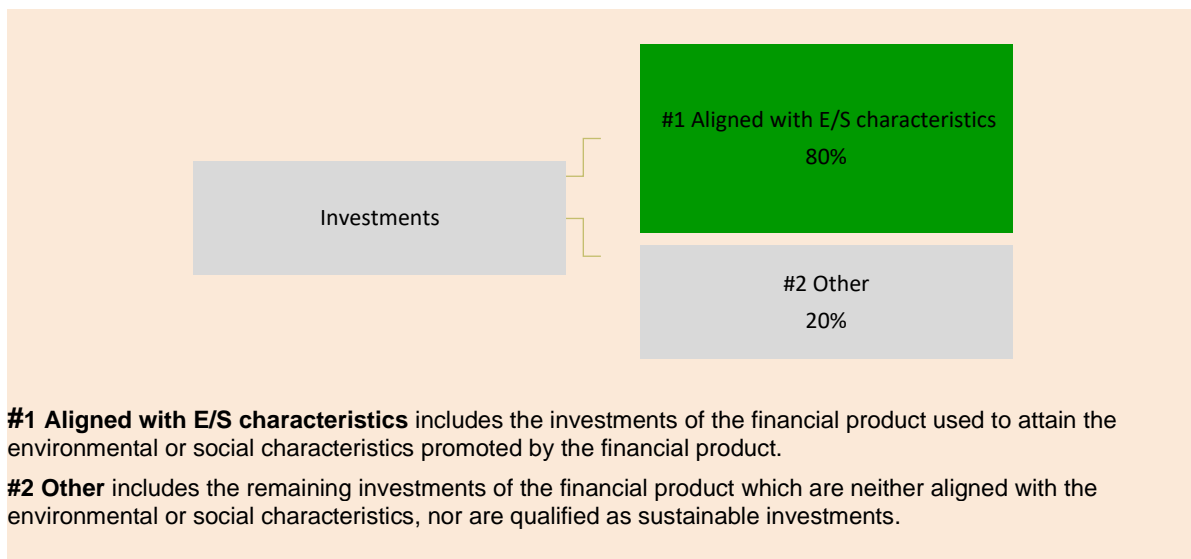 #1 Aligned with E/S characteristics
80%
Investments
#2 Other
20%
#1 Aligned with E/S characteristics includes the investments of the financial product used to attain the
environmental or social characteristics promoted by the financial product.
#2 Other includes the remaining investments of the financial product which are neither aligned with the
environmental or social characteristics, nor are qualified as sustainable investments.